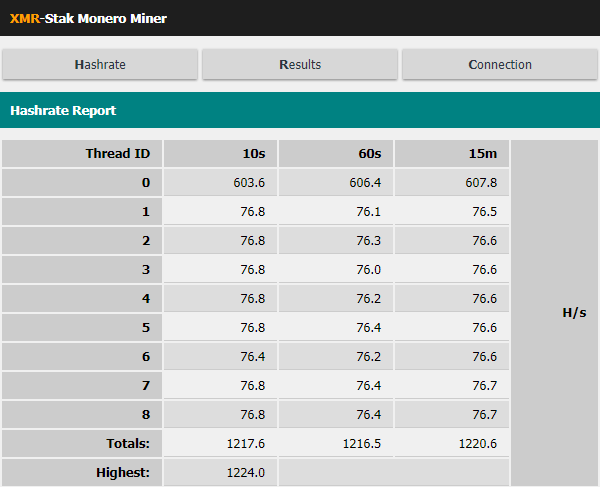 XMR-Stak Monero Miner
Hashrate Results Connection
Hashrate Report
Thread ID 10s 60s 15m
0 603.6 606.4 607.8
1 76.8 76.1 76.5
2 76.8 76.3 76.6
3 76.8 76.0 76.6
4 76.8 76.2 76.6
H/s
5 76.8 76.4 76.6
6 76.4 76.2 76.6
7 76.8 76.4 76.7
8 76.8 76.4 76.7
Totals: 1217.6 1216.5 1220.6
Highest: 1224.0